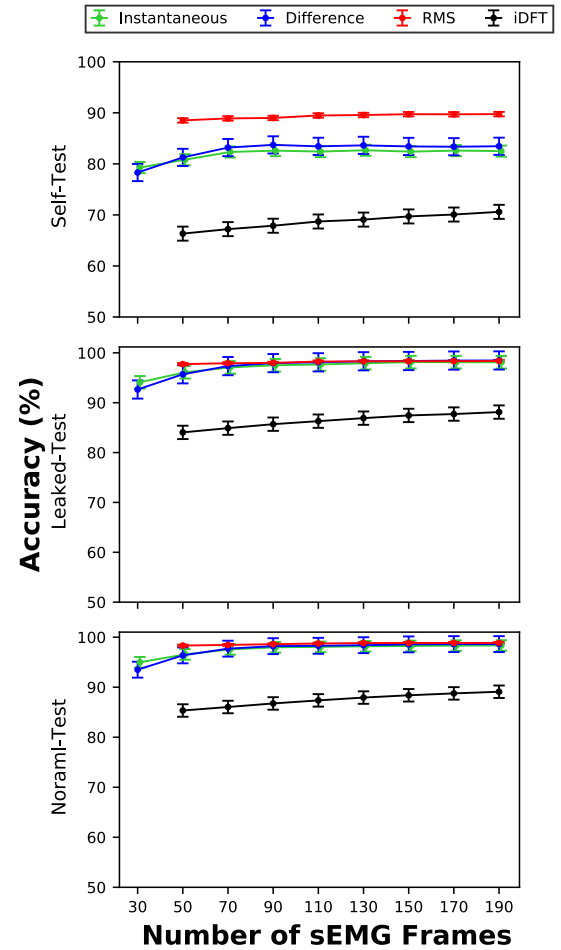 Instantaneous Difference RMS iDFT
100
90
80
70
60
50
Self-Test
100
90
80
70
60
50
Leaked-Test
Accuracy (%)
100
90
80
70
60
50
Noraml-Test
30 50 70 90 110 130 150 170 190
Number of sEMG Frames